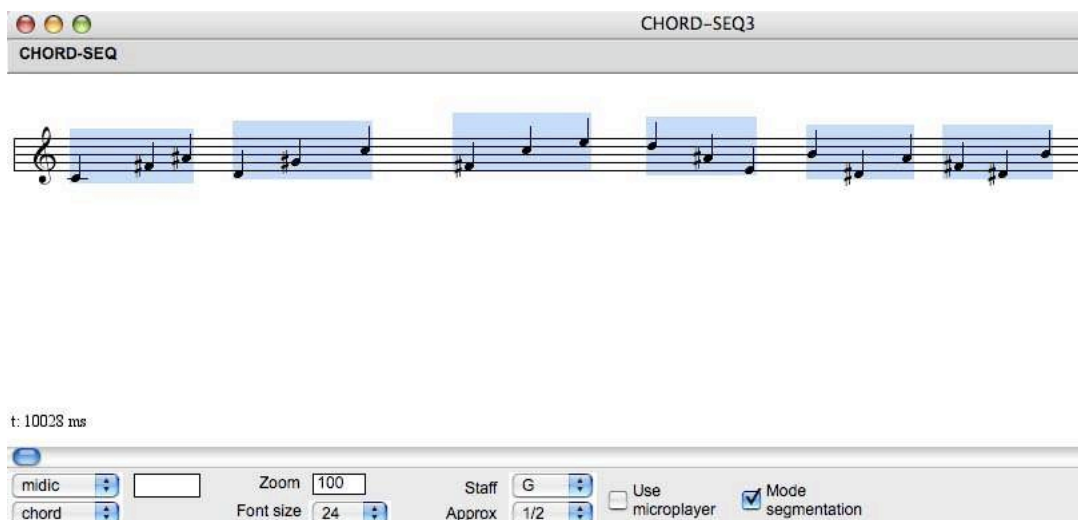 CHORD-SEQ3
CHORD-SEQ
t: 10028 ms
midic Zoom 100 Staff G Use microplayer Mode segmentation
chord Font size 24 Approx 1/2